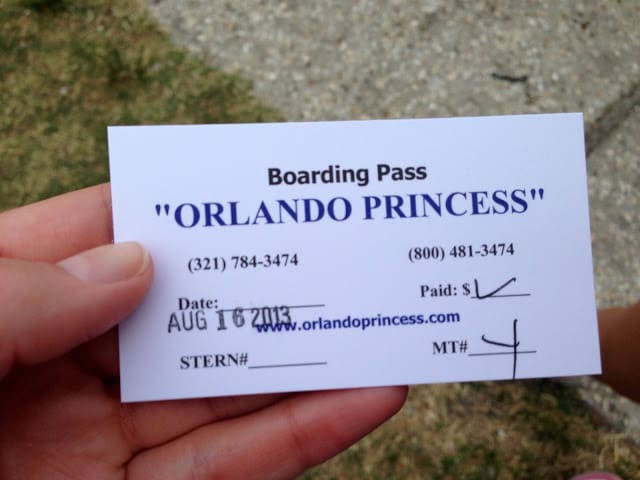 Boarding Pass
"ORLANDO PRINCESS"
(321) 784-3474 (800) 481-3474
Date: Paid: $ ✓
AUG 16 2013 www.orlandoprincess.com
STERN# MT# 4